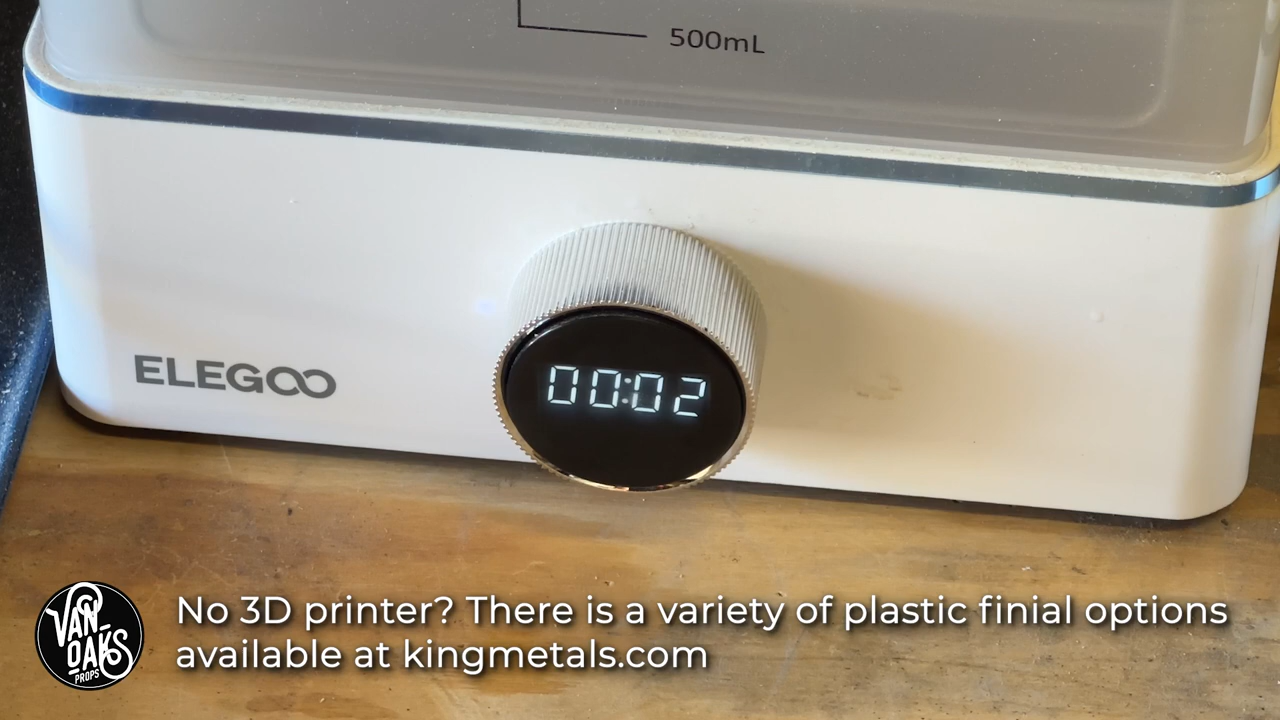 500mL
ELEGOO
00:02
VAN
OAKS
PROPS
No 3D printer? There is a variety of plastic finial options
available at kingmetals.com